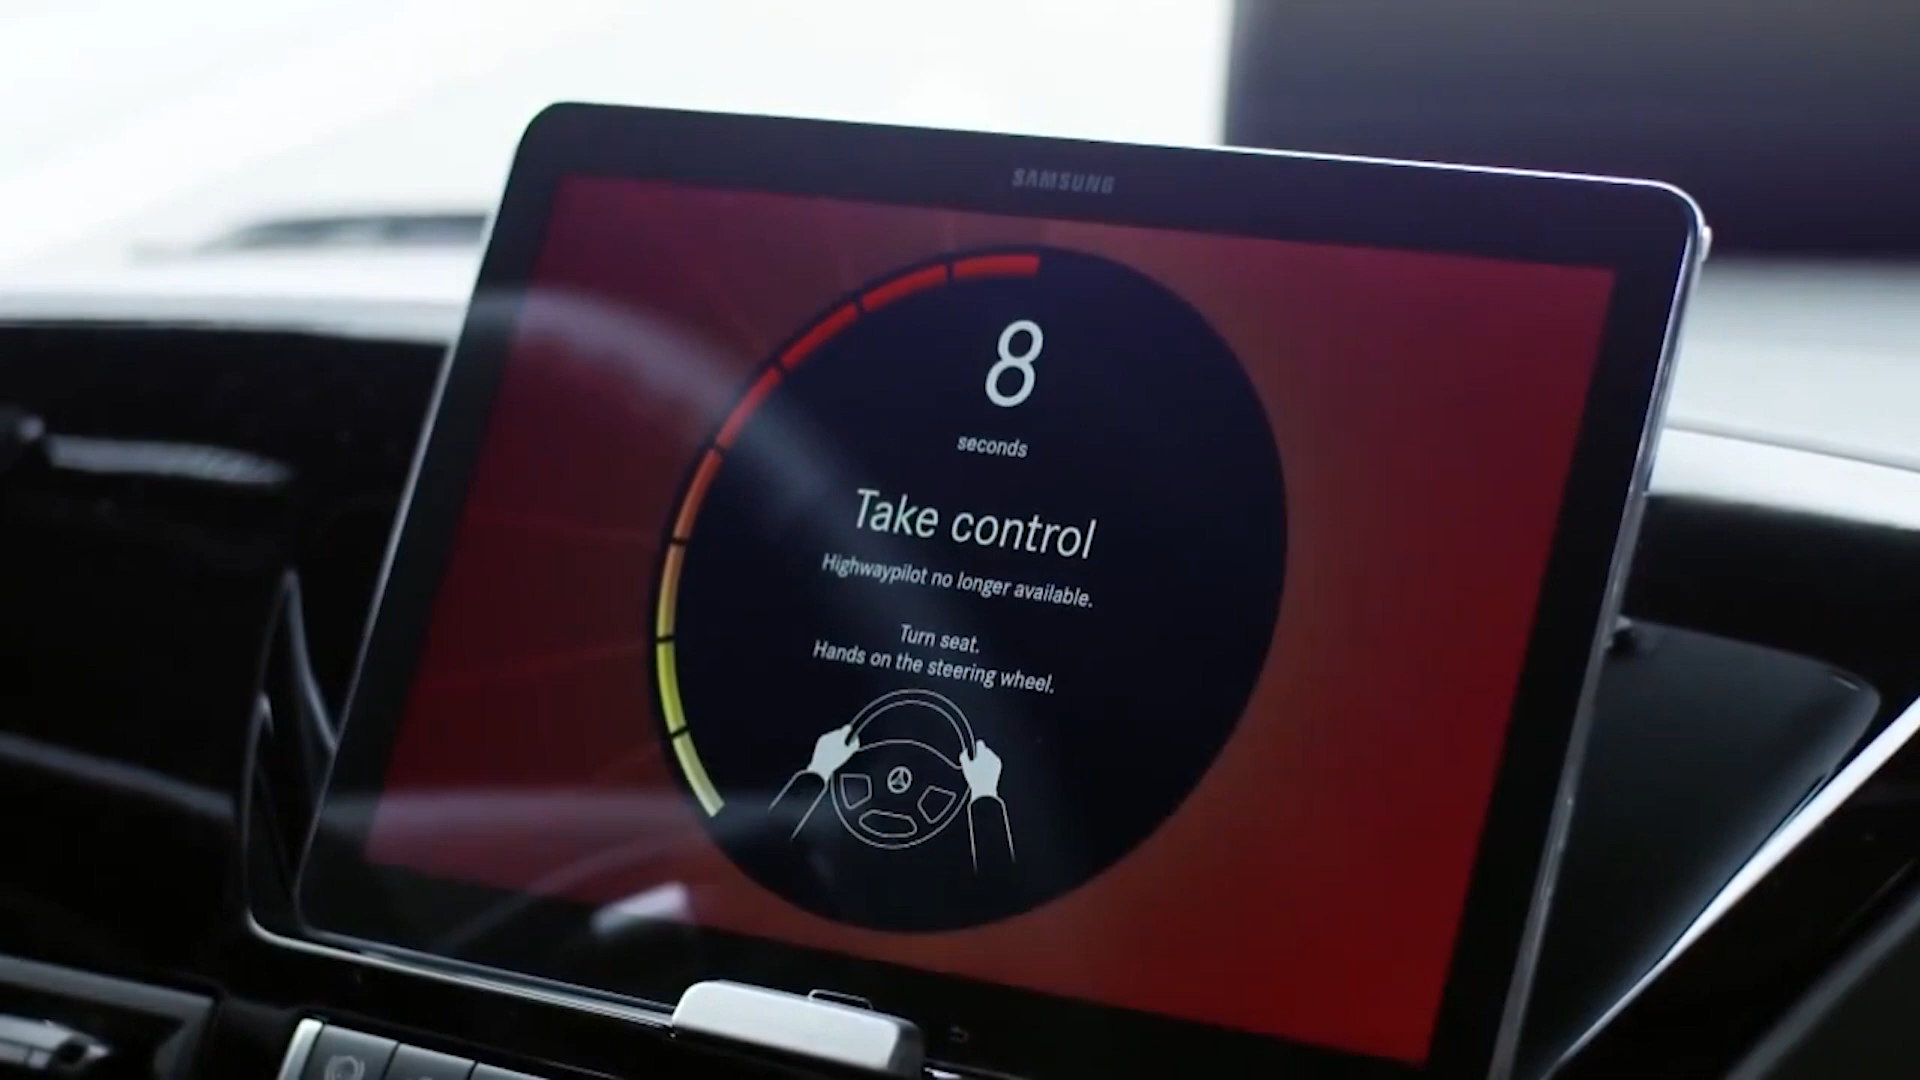 SAMSUNG
8
seconds
Take control
Highwaypilot no longer available.
Turn seat.
Hands on the steering wheel.